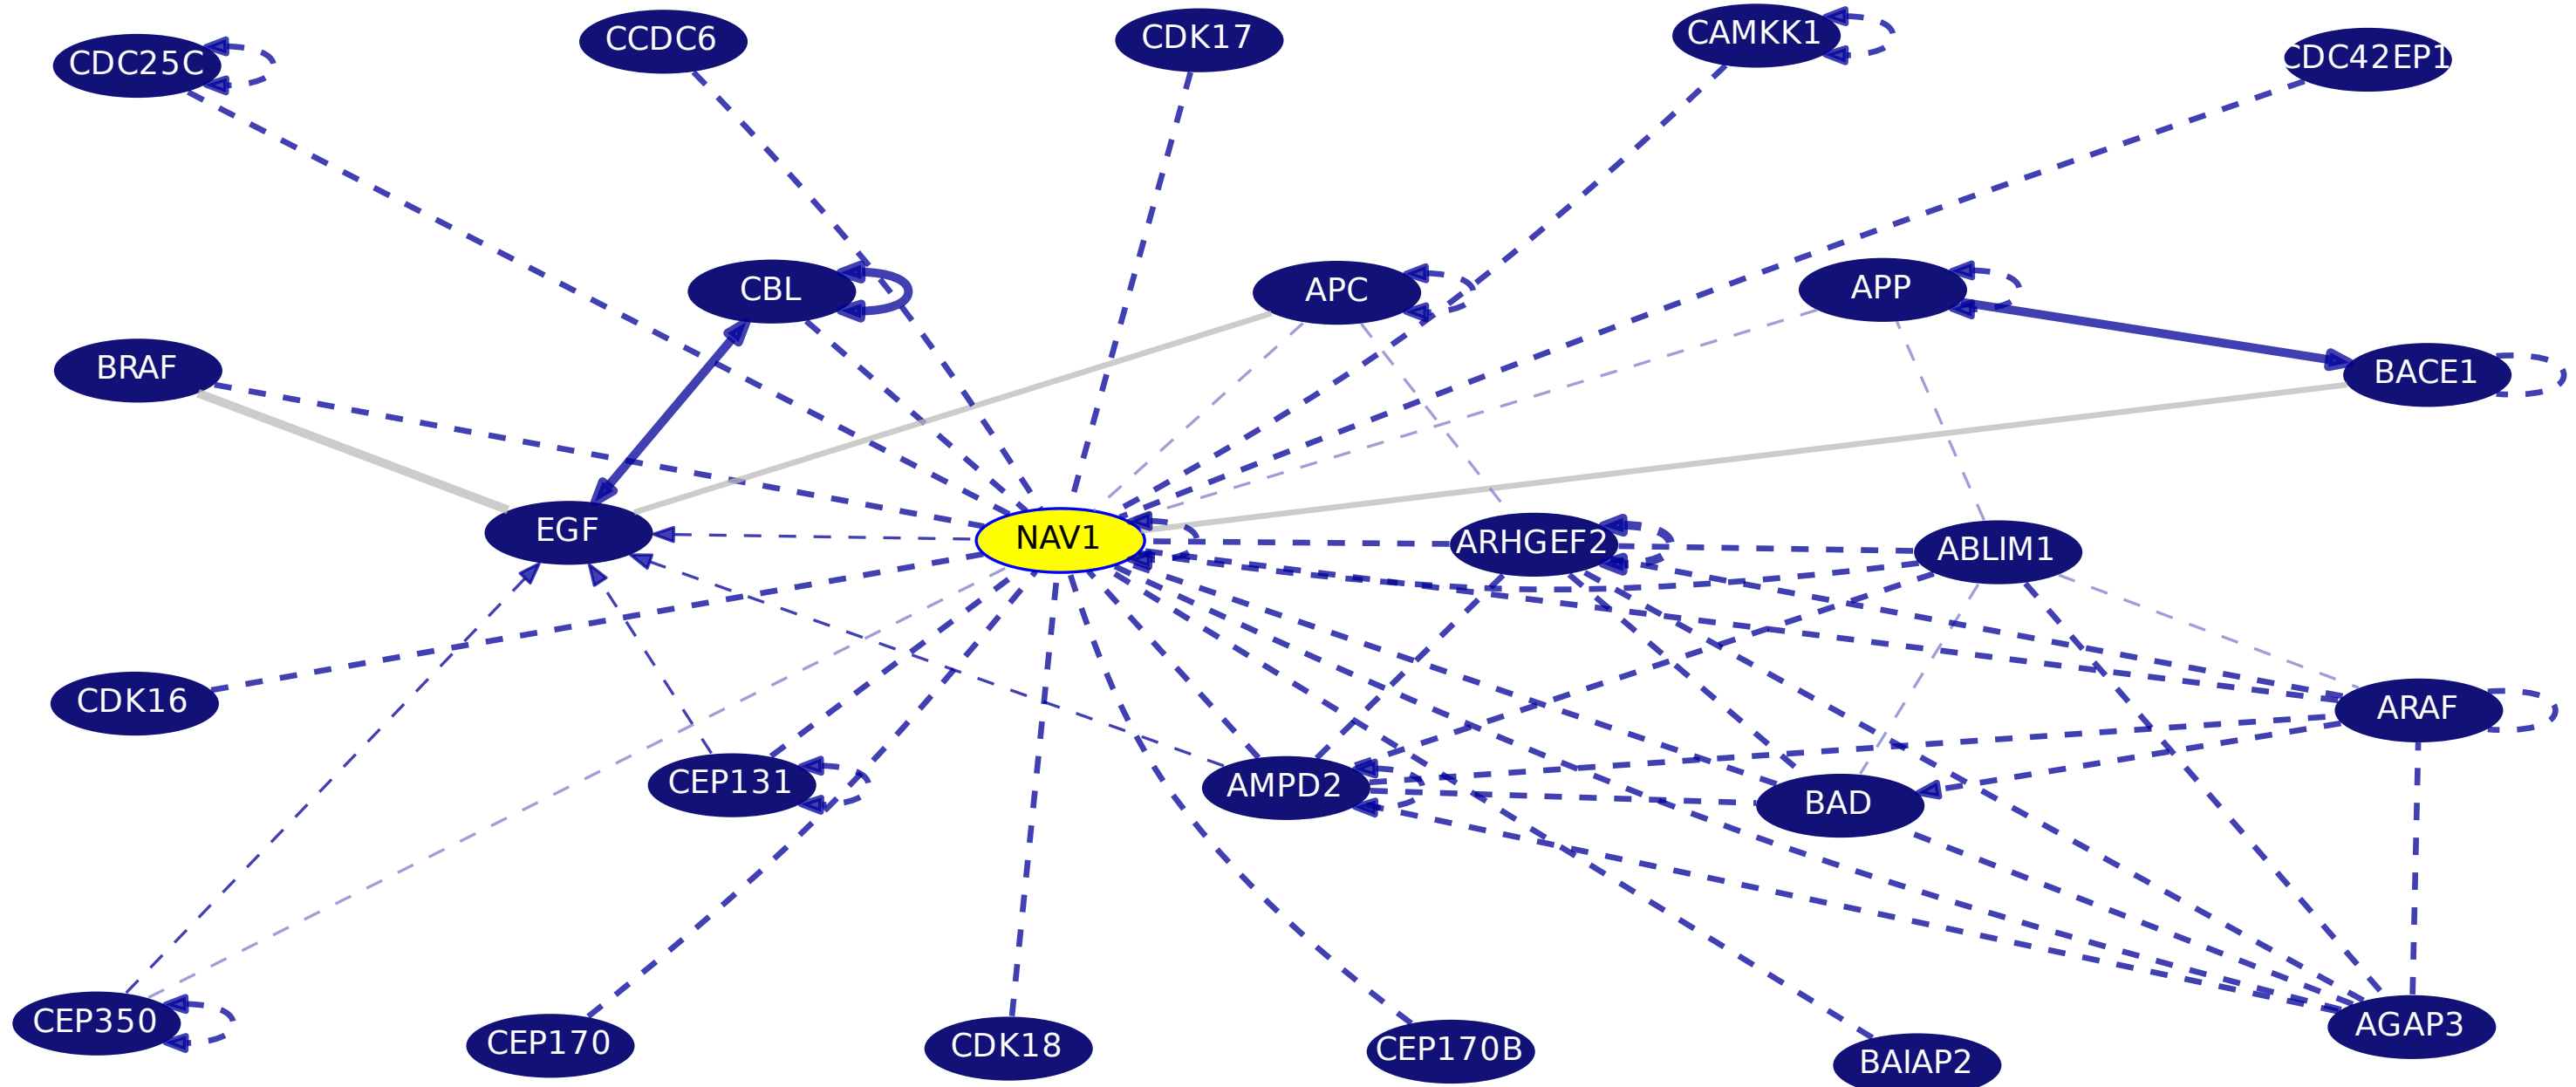 CDC25C
CCDC6
CDK17
CAMKK1
CDC42EP1
CBL
APC
APP
BRAF
BACE1
EGF
NAV1
ARHGEF2
ABLIM1
CDK16
ARAF
CEP131
AMPD2
BAD
CEP350
CEP170
CDK18
CEP170B
BAIAP2
AGAP3